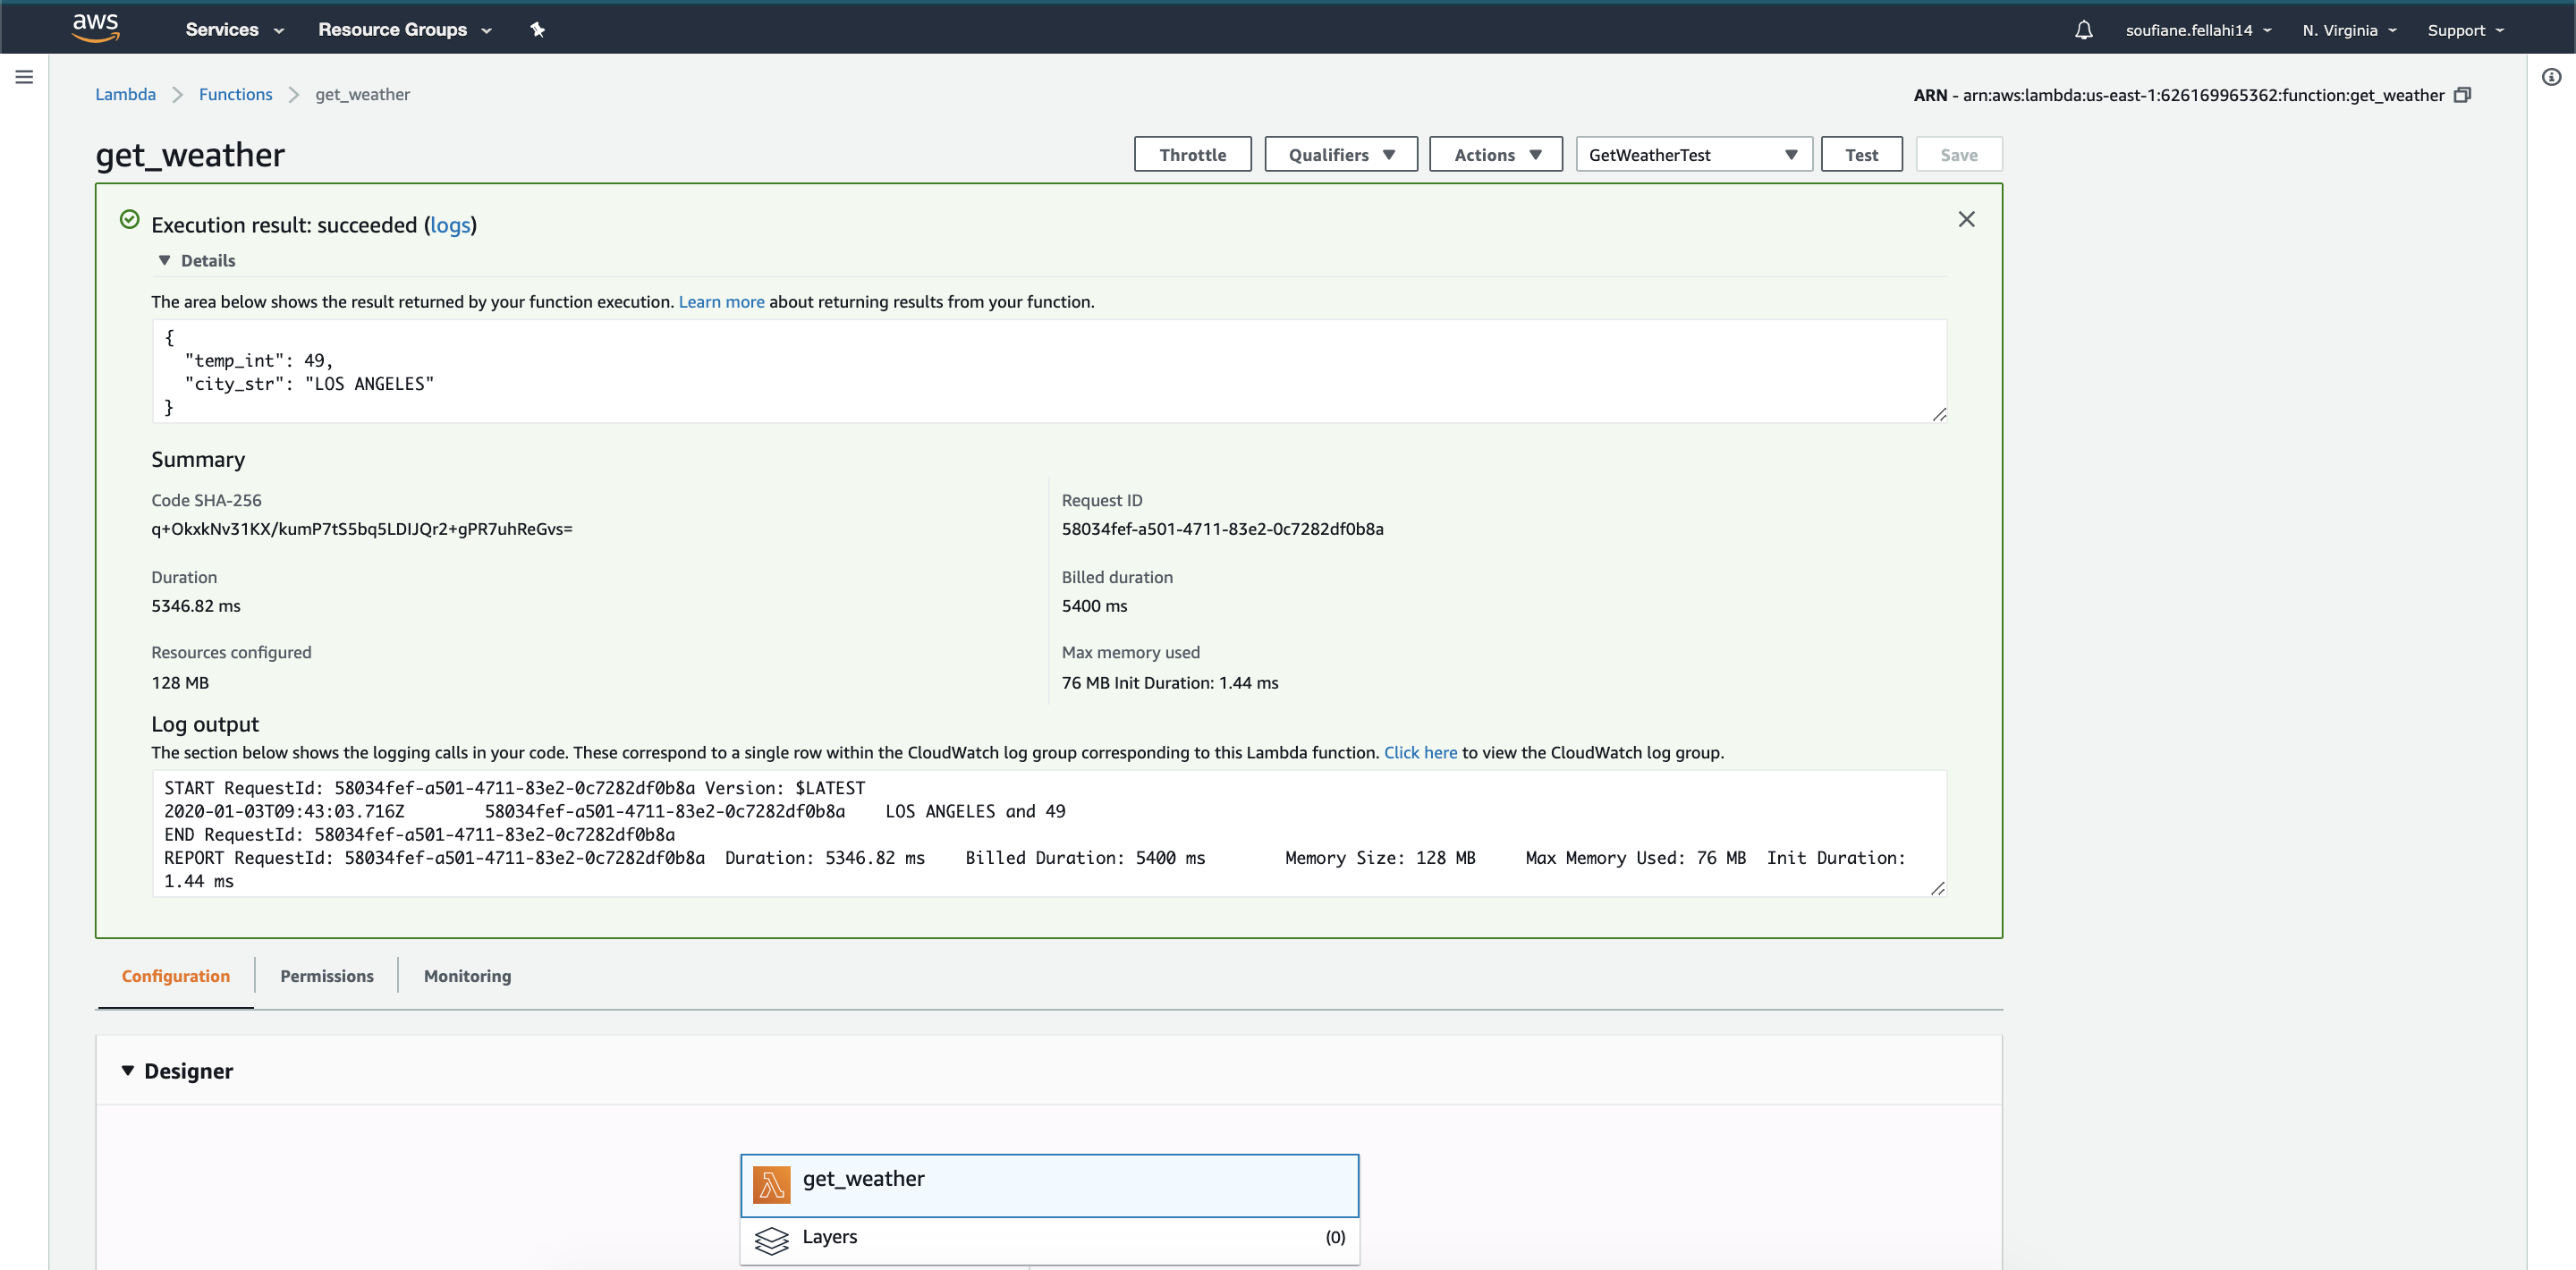 aws Services Resource Groups soufiane.fellahi14 N. Virginia Support
Lambda Functions get_weather ARN - arn:aws:lambda:us-east-1:626169965362:function:get_weather
get_weather Throttle Qualifiers Actions GetWeatherTest Test Save
Execution result: succeeded (logs)
Details
The area below shows the result returned by your function execution. Learn more about returning results from your function.
{
"temp_int": 49,
"city_str": "LOS ANGELES"
}
Summary
Code SHA-256
q+OkxkNv31KX/kumP7tS5bq5LDIJQr2+gPR7uhReGvs=
Request ID
58034fef-a501-4711-83e2-0c7282df0b8a
Duration
5346.82 ms
Billed duration
5400 ms
Resources configured
128 MB
Max memory used
76 MB Init Duration: 1.44 ms
Log output
The section below shows the logging calls in your code. These correspond to a single row within the CloudWatch log group corresponding to this Lambda function. Click here to view the CloudWatch log group.
START RequestId: 58034fef-a501-4711-83e2-0c7282df0b8a Version: $LATEST
2020-01-03T09:43:03.716Z 58034fef-a501-4711-83e2-0c7282df0b8a LOS ANGELES and 49
END RequestId: 58034fef-a501-4711-83e2-0c7282df0b8a
REPORT RequestId: 58034fef-a501-4711-83e2-0c7282df0b8a Duration: 5346.82 ms Billed Duration: 5400 ms Memory Size: 128 MB Max Memory Used: 76 MB Init Duration:
1.44 ms
Configuration Permissions Monitoring
Designer
get_weather
Layers (0)